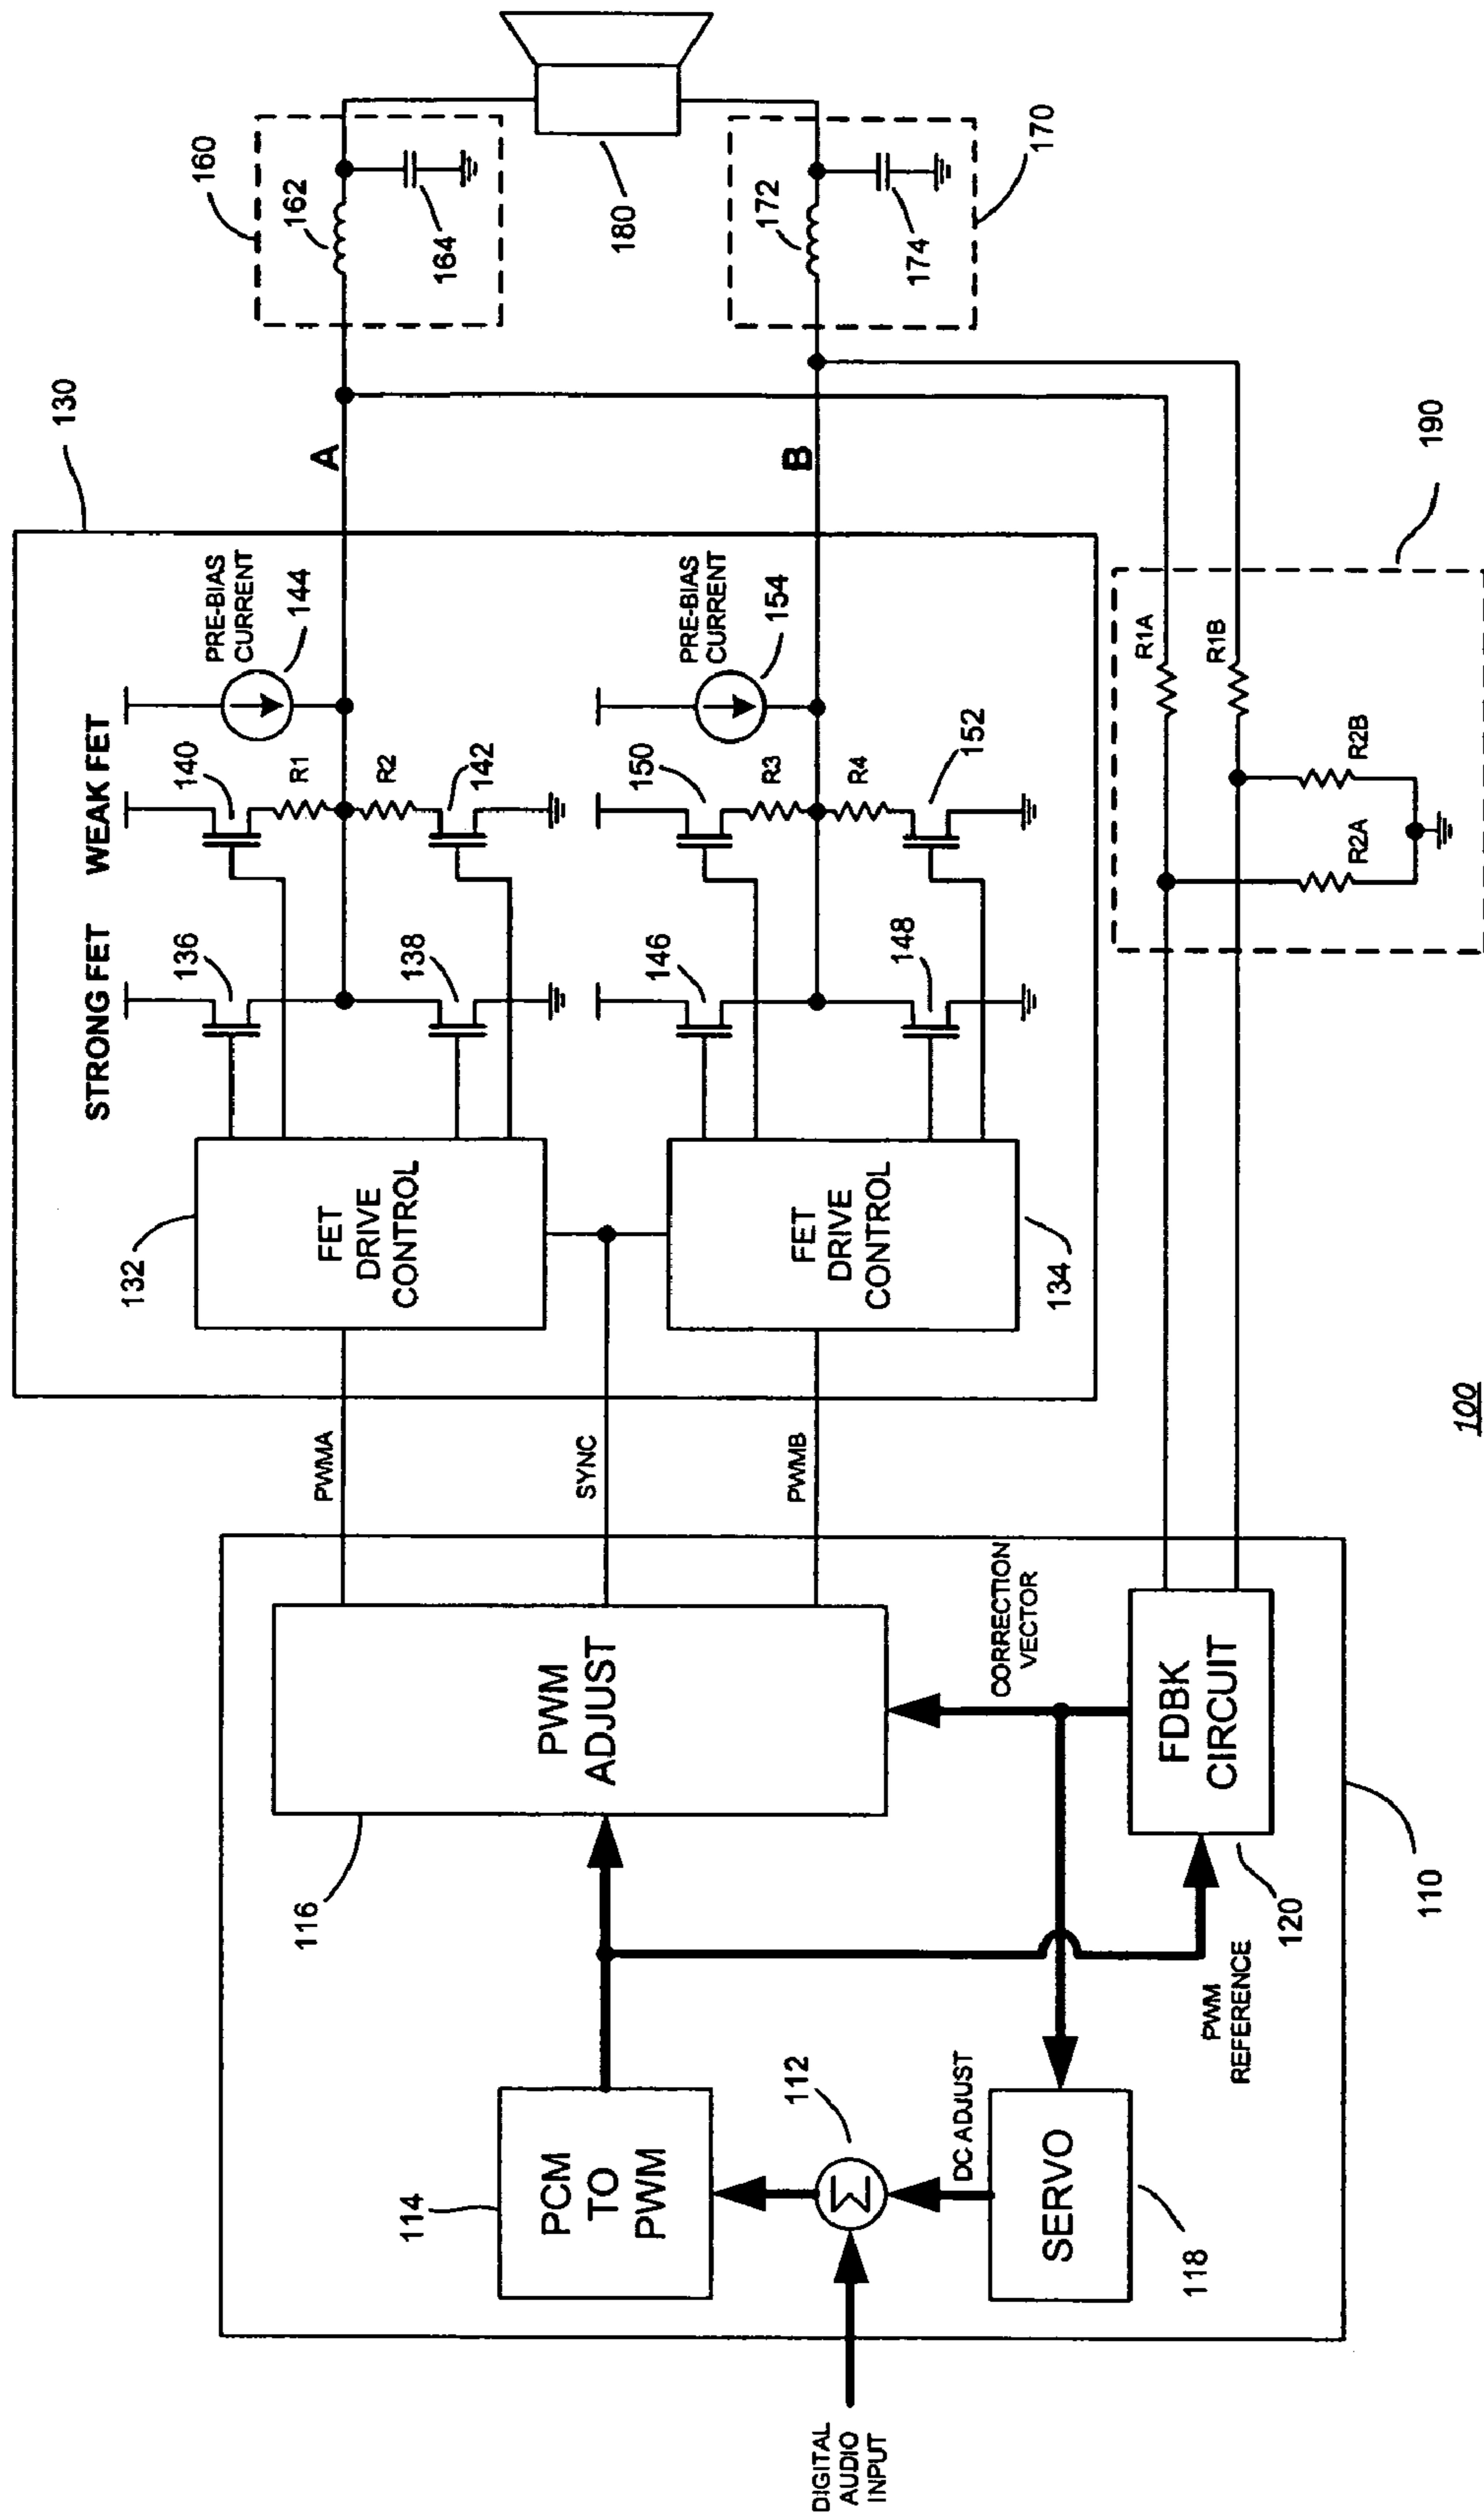 130
STRONG FET
WEAK FET
132
FET
DRIVE
CONTROL
136
138
140
142
R1
R2
PRE-BIAS
CURRENT
144
A
160
162
164
180
FET
DRIVE
CONTROL
134
146
148
150
152
R3
R4
PRE-BIAS
CURRENT
154
B
170
172
174
PWMA
SYNC
PWMB
PCM
TO
PWM
114
112
Σ
DIGITAL
AUDIO
INPUT
DC ADJUST
SERVO
118
116
PWM
ADJUST
CORRECTION
VECTOR
PWM
REFERENCE
FDBK
CIRCUIT
120
110
R1A
R1B
R2A
R2B
190
100